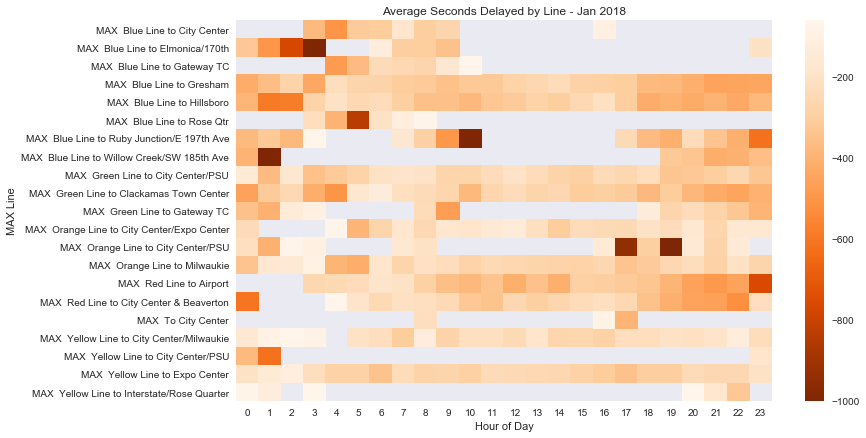 Average Seconds Delayed by Line - Jan 2018
MAX Line
MAX Blue Line to City Center
MAX Blue Line to Elmonica/170th
MAX Blue Line to Gateway TC
MAX Blue Line to Gresham
MAX Blue Line to Hillsboro
MAX Blue Line to Rose Qtr
MAX Blue Line to Ruby Junction/E 197th Ave
MAX Blue Line to Willow Creek/SW 185th Ave
MAX Green Line to City Center/PSU
MAX Green Line to Clackamas Town Center
MAX Green Line to Gateway TC
MAX Orange Line to City Center/Expo Center
MAX Orange Line to City Center/PSU
MAX Orange Line to Milwaukie
MAX Red Line to Airport
MAX Red Line to City Center & Beaverton
MAX To City Center
MAX Yellow Line to City Center/Milwaukie
MAX Yellow Line to City Center/PSU
MAX Yellow Line to Expo Center
MAX Yellow Line to Interstate/Rose Quarter
0 1 2 3 4 5 6 7 8 9 10 11 12 13 14 15 16 17 18 19 20 21 22 23
Hour of Day
−200
−400
−600
−800
−1000